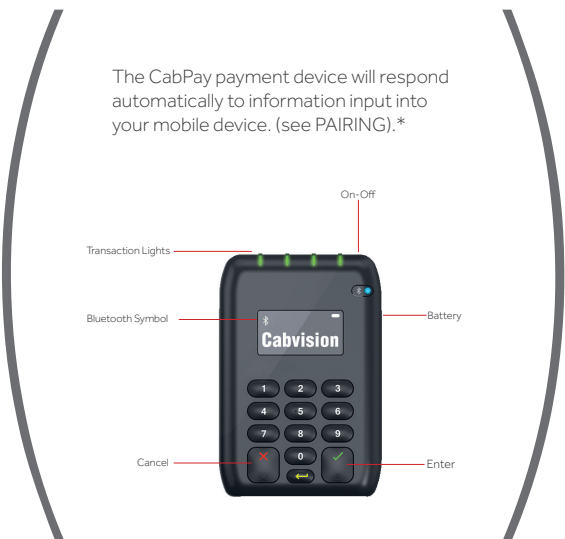 The CabPay payment device will respond
automatically to information input into
your mobile device. (see PAIRING).*
On-Off
Transaction Lights
Bluetooth Symbol
Battery
Cabvision
1 2 3
4 5 6
7 8 9
0
Cancel
Enter